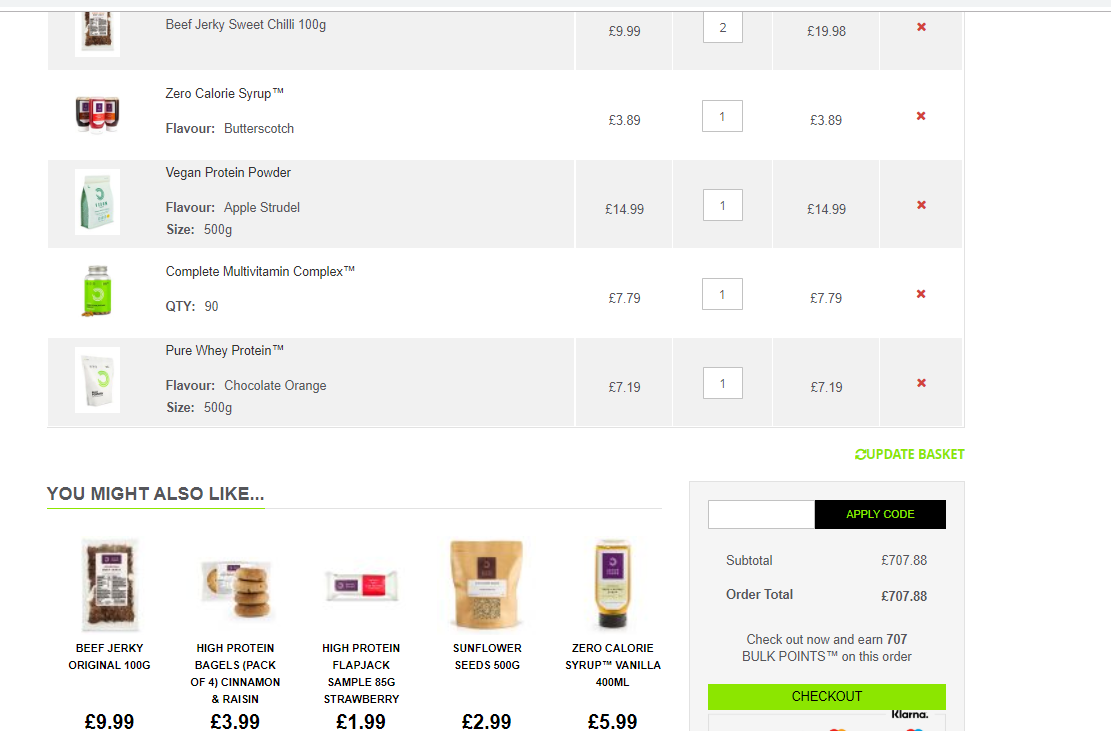 Beef Jerky Sweet Chilli 100g £9.99 2 £19.98
Zero Calorie Syrup™
Flavour: Butterscotch £3.89 1 £3.89
Vegan Protein Powder
Flavour: Apple Strudel £14.99 1 £14.99
Size: 500g
Complete Multivitamin Complex™
QTY: 90 £7.79 1 £7.79
Pure Whey Protein™
Flavour: Chocolate Orange £7.19 1 £7.19
Size: 500g
UPDATE BASKET
YOU MIGHT ALSO LIKE...
BEEF JERKY
ORIGINAL 100G
£9.99
HIGH PROTEIN
BAGELS (PACK
OF 4) CINNAMON
& RAISIN
£3.99
HIGH PROTEIN
FLAPJACK
SAMPLE 85G
STRAWBERRY
£1.99
SUNFLOWER
SEEDS 500G
£2.99
ZERO CALORIE
SYRUP™ VANILLA
400ML
£5.99
APPLY CODE
Subtotal £707.88
Order Total £707.88
Check out now and earn 707
BULK POINTS™ on this order
CHECKOUT
Klarna.